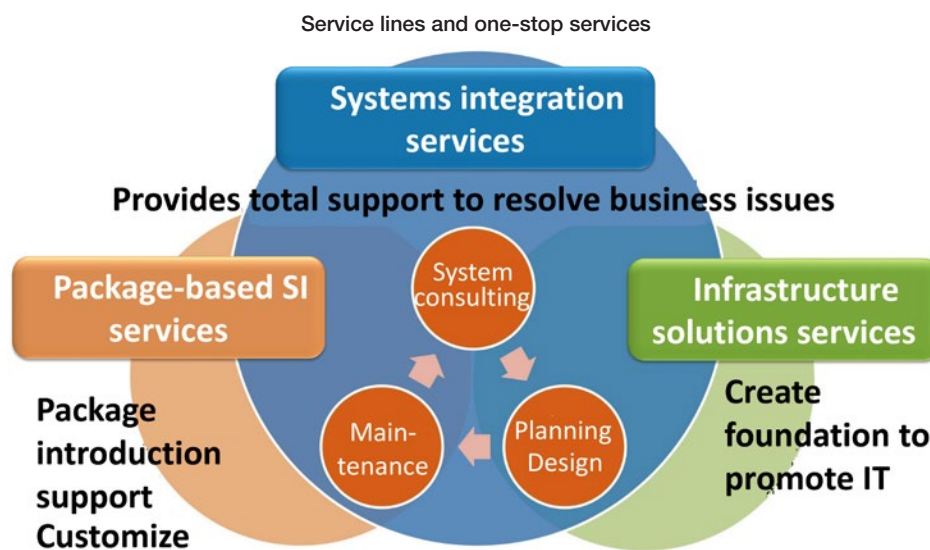 Service lines and one-stop services
Systems integration
services
Provides total support to resolve business issues
Package-based SI
services
System
consulting
Infrastructure
solutions services
Package
introduction
support
Customize
Main-
tenance
Planning
Design
Create
foundation to
promote IT